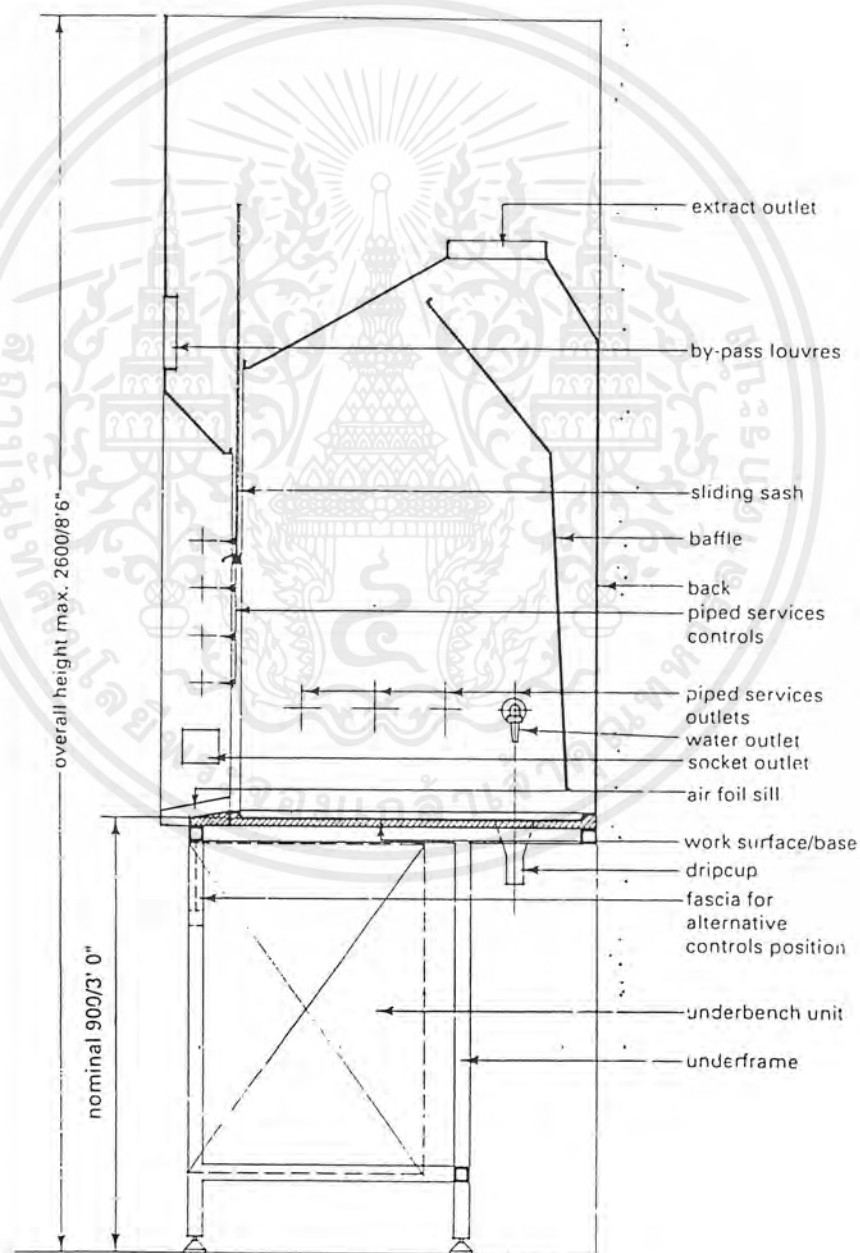 extract outlet
by-pass louvres
sliding sash
baffle
back
piped services
controls
piped services
outlets
water outlet
socket outlet
air foil sill
work surface/base
dripcup
fascia for
alternative
controls position
underbench unit
underframe
overall height max. 2600/8'6"
nominal 900/3' 0"